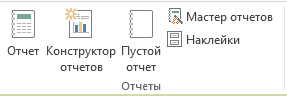 Отчет
Конструктор отчетов
Пустой отчет
Мастер отчетов
Наклейки
Отчеты